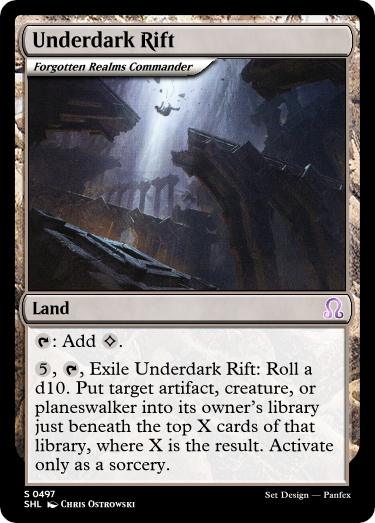 Underdark Rift
Forgotten Realms Commander
Land
: Add .
5, , Exile Underdark Rift: Roll a
d10. Put target artifact, creature, or
planeswalker into its owner's library
just beneath the top X cards of
that library, where X is the result. Activate
only as a sorcery.
S 0497
SHL Chris Ostrowski
Set Design — Panfex